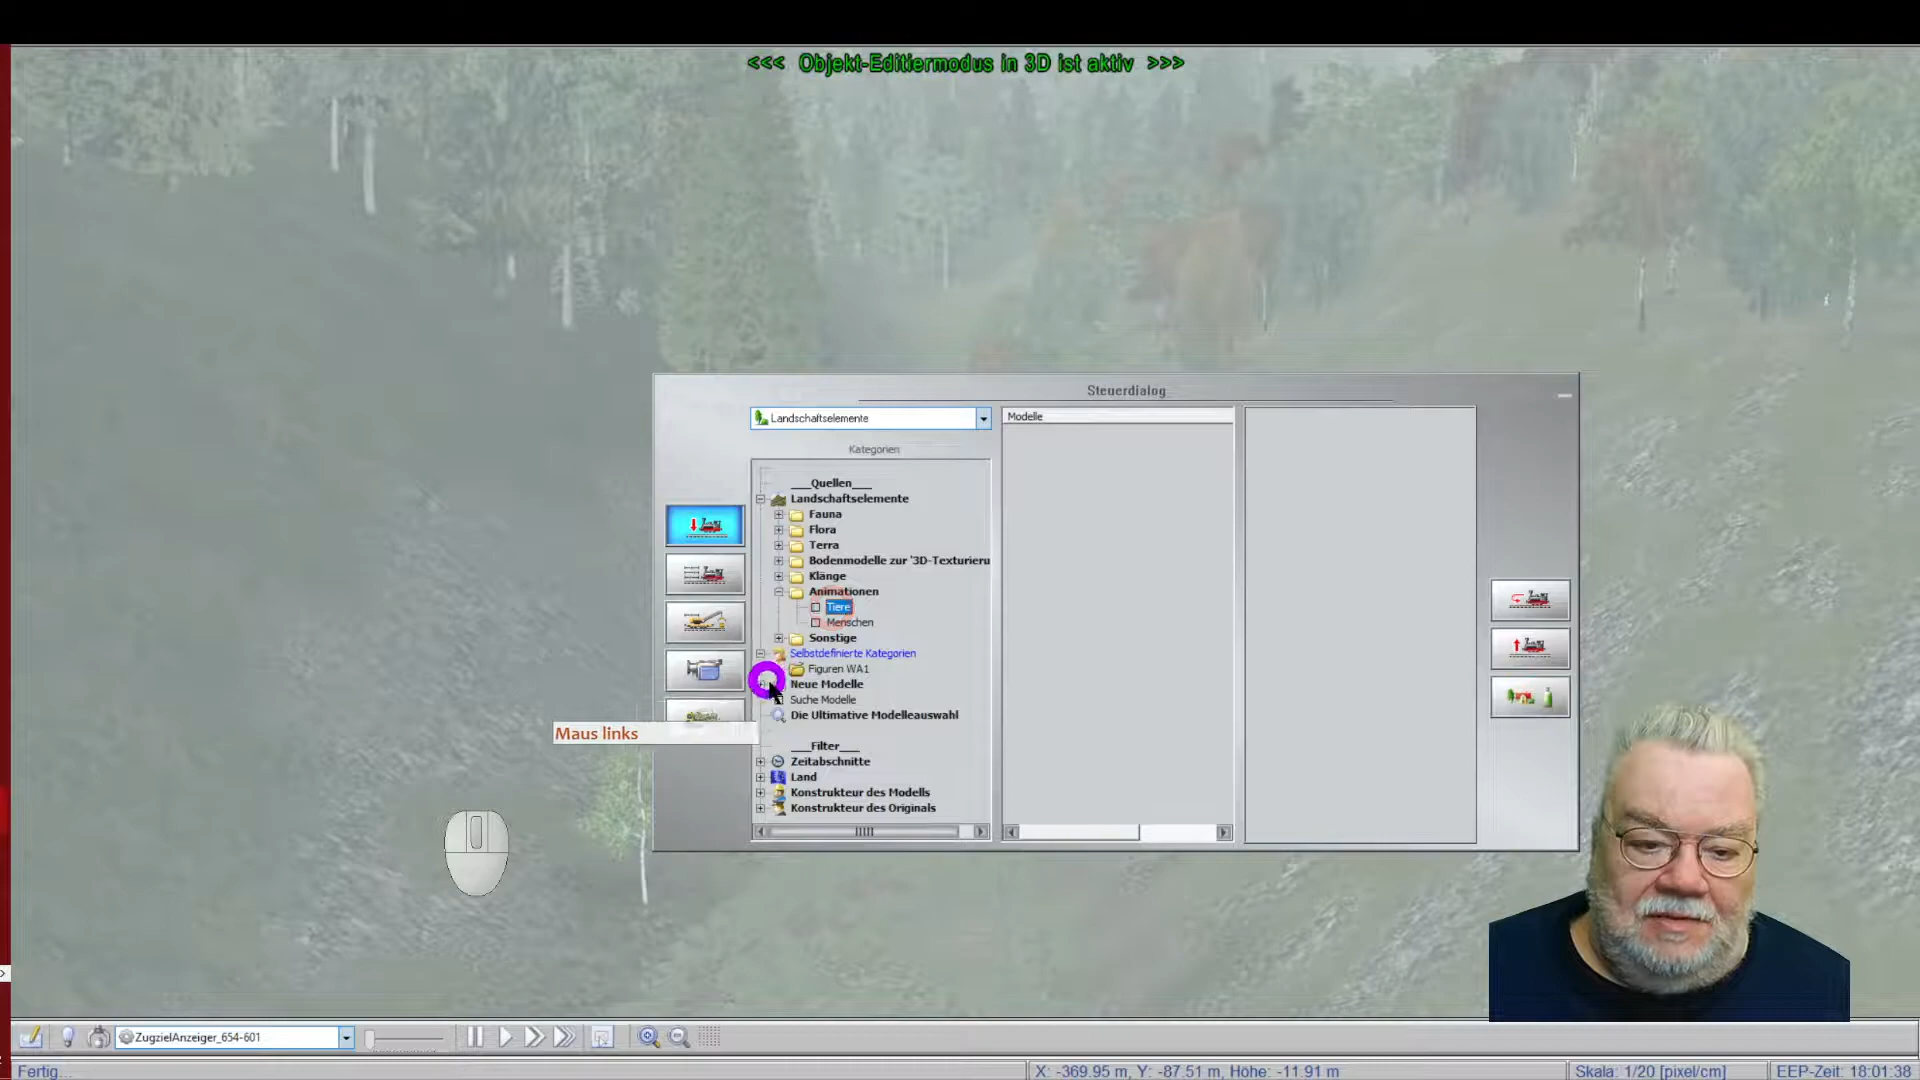 <<< Objekt-Editiermodus in 3D ist aktiv >>>
Steuerdialog
Landschaftselemente
Modelle
Kategorien
___Quellen___
Landschaftselemente
Fauna
Flora
Terra
Bodenmodelle zur '3D-Texturieru
Klänge
Animationen
Tiere
Menschen
Sonstige
Selbstdefinierte Kategorien
Figuren WA1
Neue Modelle
Suche Modelle
Die Ultimative Modelleauswahl
Maus links
___Filter___
Zeitabschnitte
Land
Konstrukteur des Modells
Konstrukteur des Originals
ZugzielAnzeiger_654-601
Fertig...
X: -369.95 m, Y: -87.51 m, Höhe: -11.91 m
Skala: 1/20 [pixel/cm]
EEP-Zeit: 18:01:38